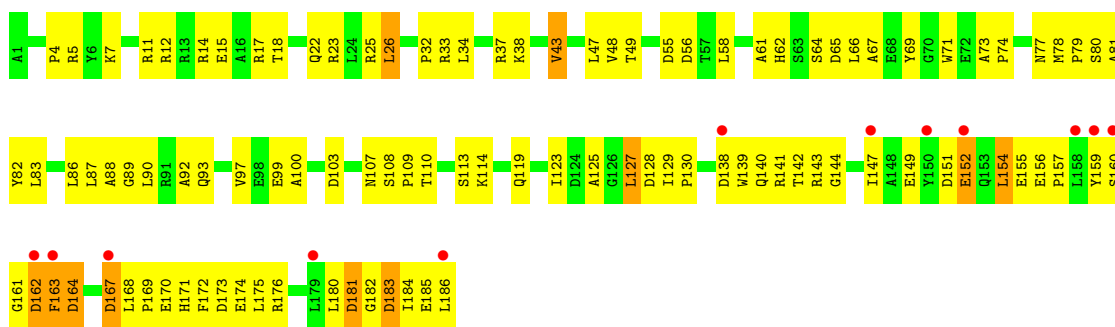 A1 P4 R5 Y6 K7 R11 R12 R13 R14 E15 A16 R17 T18 Q22 R23 L24 R25 L26 P32 R33 L34 R37 K38 V43 L47 V48 T49 D55 D56 T57 L58 A61 H62 S63 S64 D65 L66 A67 E68 Y69 G70 W71 E72 A73 P74 N77 M78 P79 S80 A81
Y82 L83 L86 L87 A88 G89 L90 R91 A92 Q93 V97 E98 E99 A100 D103 N107 S108 P109 T110 S113 K114 Q119 I123 D124 A125 G126 L127 D128 I129 P130 D138 W139 Q140 R141 T142 R143 G144 I147 A148 E149 Y150 D151 E152 Q153 L154 E155 E156 P157 L158 Y159 S160
G161 D162 F163 D164 D167 L168 P169 E170 H171 F172 D173 E174 L175 R176 L179 L180 D181 G182 D183 I184 E185 L186